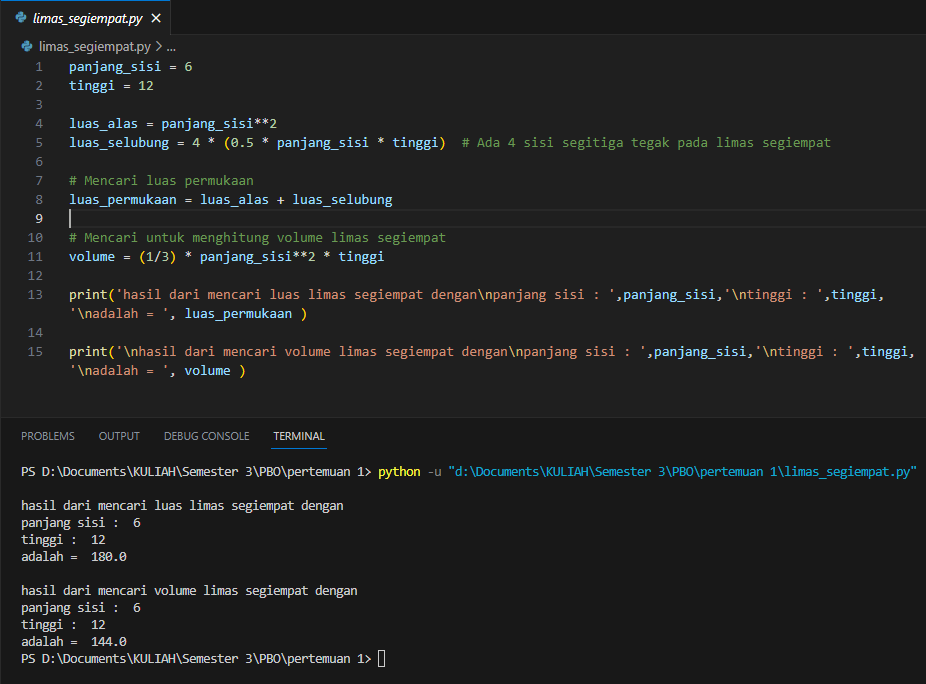 limas_segiempat.py ×
limas_segiempat.py > ...
1 panjang_sisi = 6
2 tinggi = 12
3
4 luas_alas = panjang_sisi**2
5 luas_selubung = 4 * (0.5 * panjang_sisi * tinggi)  # Ada 4 sisi segitiga tegak pada limas segiempat
6
7 # Mencari luas permukaan
8 luas_permukaan = luas_alas + luas_selubung
9
10 # Mencari untuk menghitung volume limas segiempat
11 volume = (1/3) * panjang_sisi**2 * tinggi
12
13 print('hasil dari mencari luas limas segiempat dengan\npanjang sisi : ',panjang_sisi,'\ntinggi : ',tinggi,
'\nadalah = ', luas_permukaan )
14
15 print('\nhasil dari mencari volume limas segiempat dengan\npanjang sisi : ',panjang_sisi,'\ntinggi : ',tinggi,
'\nadalah = ', volume )
PROBLEMS OUTPUT DEBUG CONSOLE TERMINAL
PS D:\Documents\KULIAH\Semester 3\PBO\pertemuan 1> python -u "d:\Documents\KULIAH\Semester 3\PBO\pertemuan 1\limas_segiempat.py"
hasil dari mencari luas limas segiempat dengan
panjang sisi :  6
tinggi :  12
adalah =  180.0
hasil dari mencari volume limas segiempat dengan
panjang sisi :  6
tinggi :  12
adalah =  144.0
PS D:\Documents\KULIAH\Semester 3\PBO\pertemuan 1>